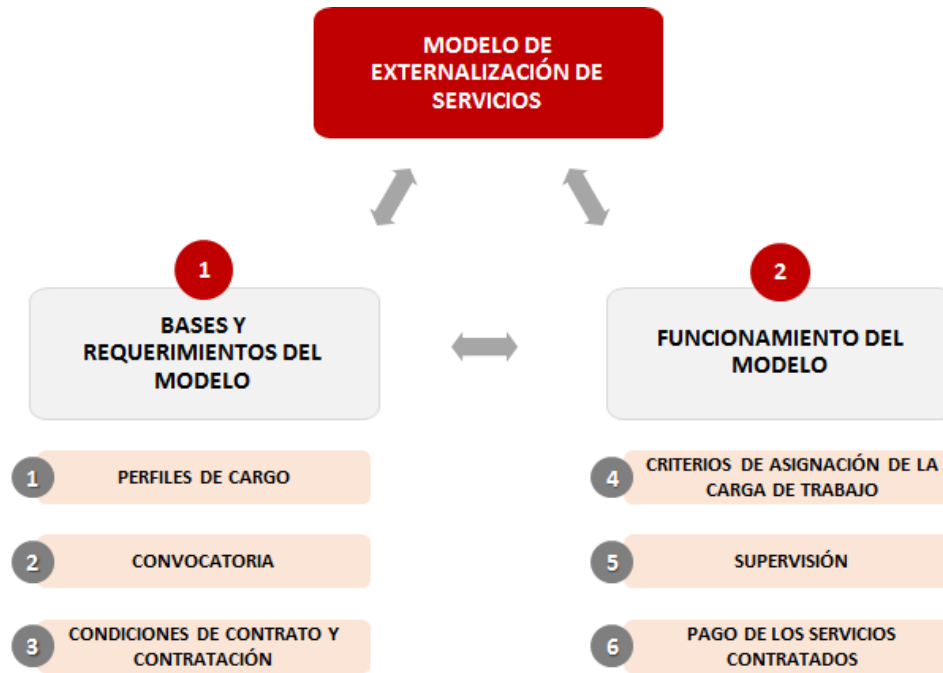 MODELO DE
EXTERNALIZACIÓN DE
SERVICIOS
1
BASES Y
REQUERIMIENTOS DEL
MODELO
1
PERFILES DE CARGO
2
CONVOCATORIA
3
CONDICIONES DE CONTRATO Y
CONTRATACIÓN
2
FUNCIONAMIENTO DEL
MODELO
4
CRITERIOS DE ASIGNACIÓN DE LA
CARGA DE TRABAJO
5
SUPERVISIÓN
6
PAGO DE LOS SERVICIOS
CONTRATADOS